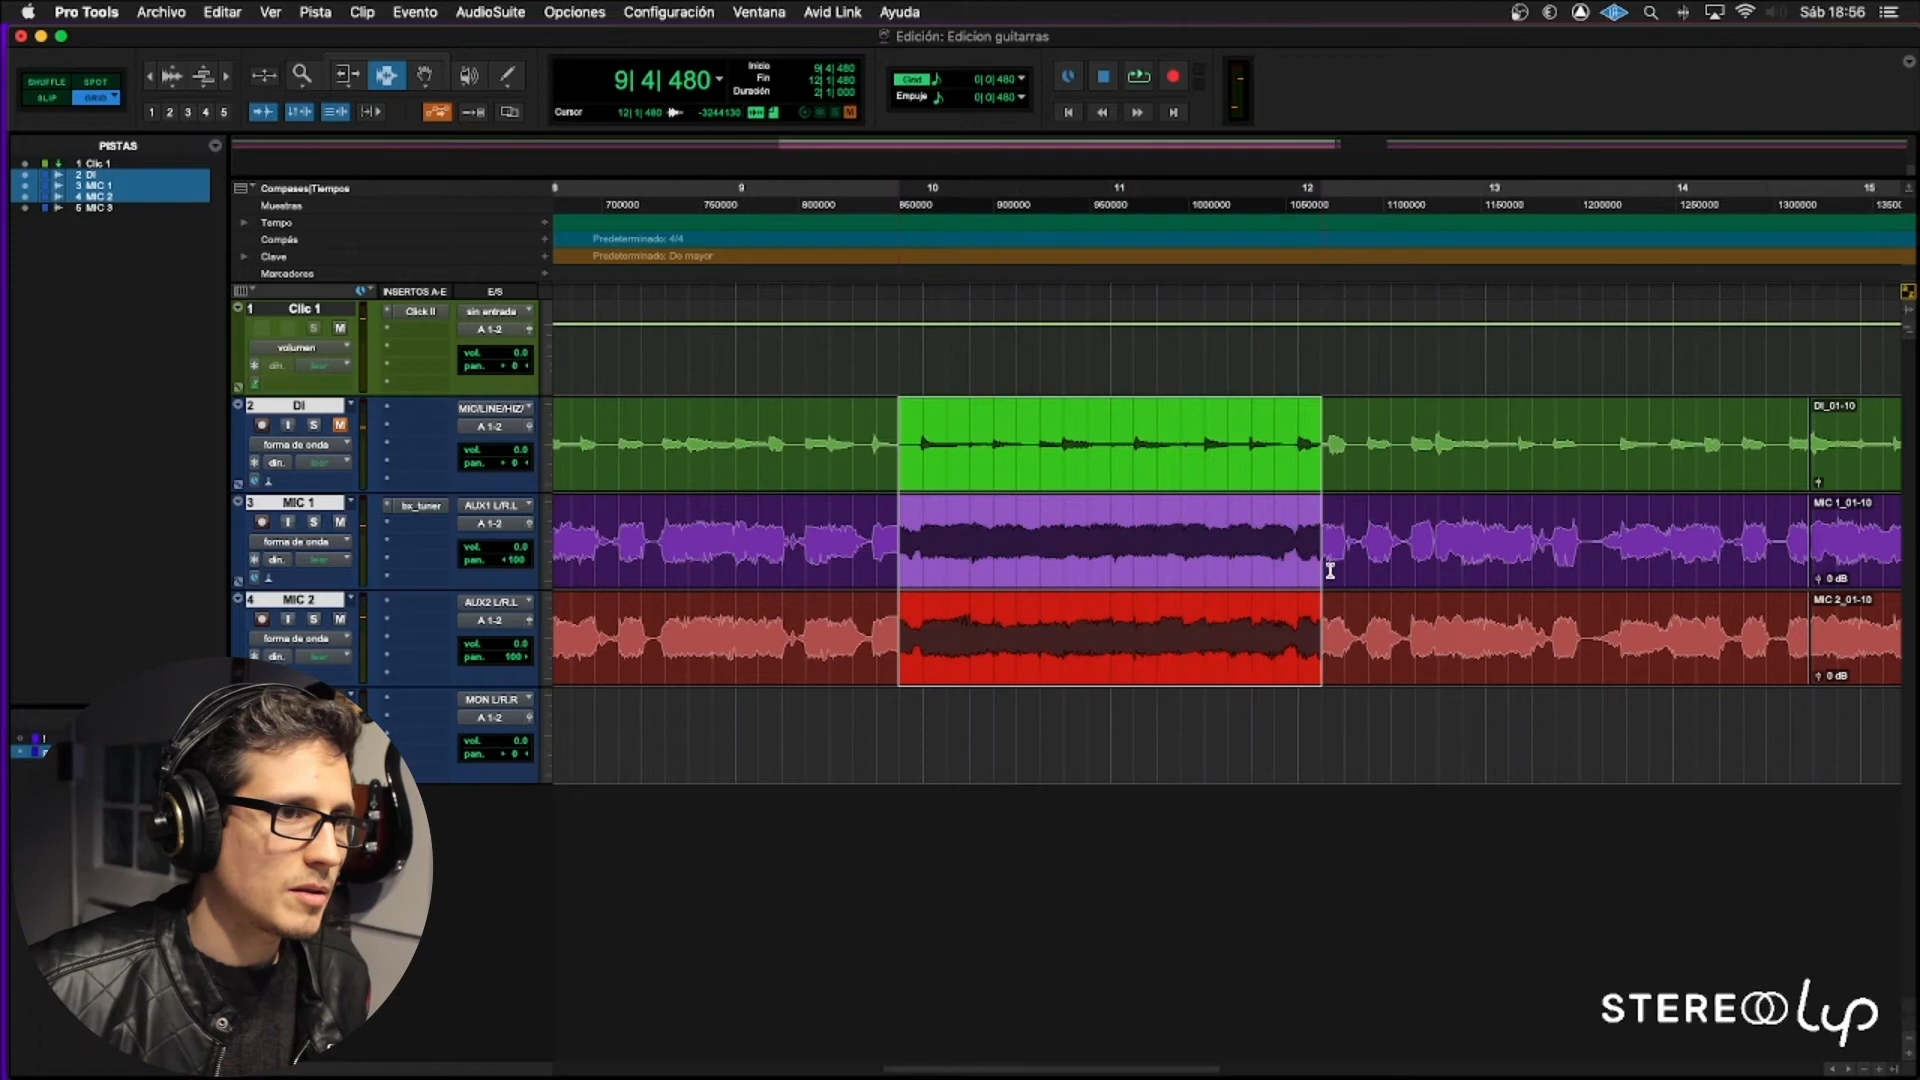 Pro Tools Archivo Editar Ver Pista Clip Evento AudioSuite Opciones Configuración Ventana Avid Link Ayuda Sáb 18:56
Edición: Edicion guitarras
SHUFFLE SPOT
SLIP GRID
1 2 3 4 5
9| 4| 480
Inicio 9| 4| 480
Fin 12| 1| 480
Duración 2| 1| 000
Cursor 12| 1| 480 -3244130
Grid 0| 0| 480
Empuje 0| 0| 480
PISTAS
1 Clic 1
2 DI
3 MIC 1
4 MIC 2
5 MIC 3
Compases|Tiempos 9 10 11 12 13 14 15
Muestras 700000 750000 800000 850000 900000 950000 1000000 1050000 1100000 1150000 1200000 1250000 1300000
Tempo
Compás Predeterminado: 4/4
Clave Predeterminado: Do mayor
Marcadores
INSERTOS A-E E/S
1 Clic 1 Click II sin entrada
S M A 1-2
volumen
din. leer
vol. 0.0
pan. 0
2 DI MIC/LINE/HIZ/
I S M A 1-2
forma de onda
din. leer
vol. 0.0
pan. 0
DI_01-10
3 MIC 1 bx_tuner AUX1 L/R.L
I S M A 1-2
forma de onda
din. leer
vol. 0.0
pan. 100
MIC 1_01-10
0 dB
4 MIC 2 AUX2 L/R.L
I S M A 1-2
forma de onda
din. leer
vol. 0.0
pan. 100
MIC 2_01-10
0 dB
MON L/R.R
A 1-2
vol. 0.0
pan. 0
STEREO Lyp